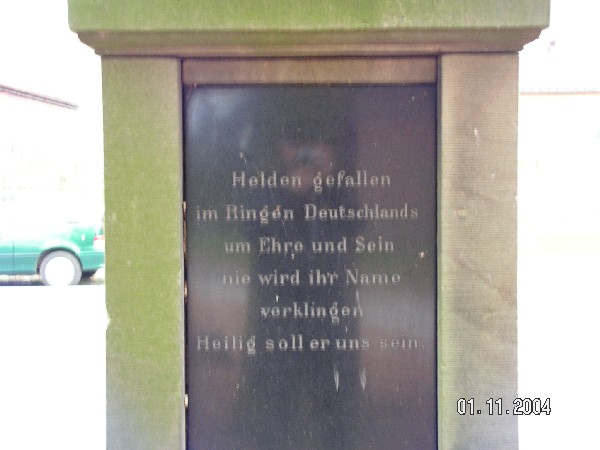 Helden gefallen
im Ringen Deutschlands
um Ehre und Sein
nie wird ihr Name
verklingen
Heilig soll er uns sein.
01.11.2004